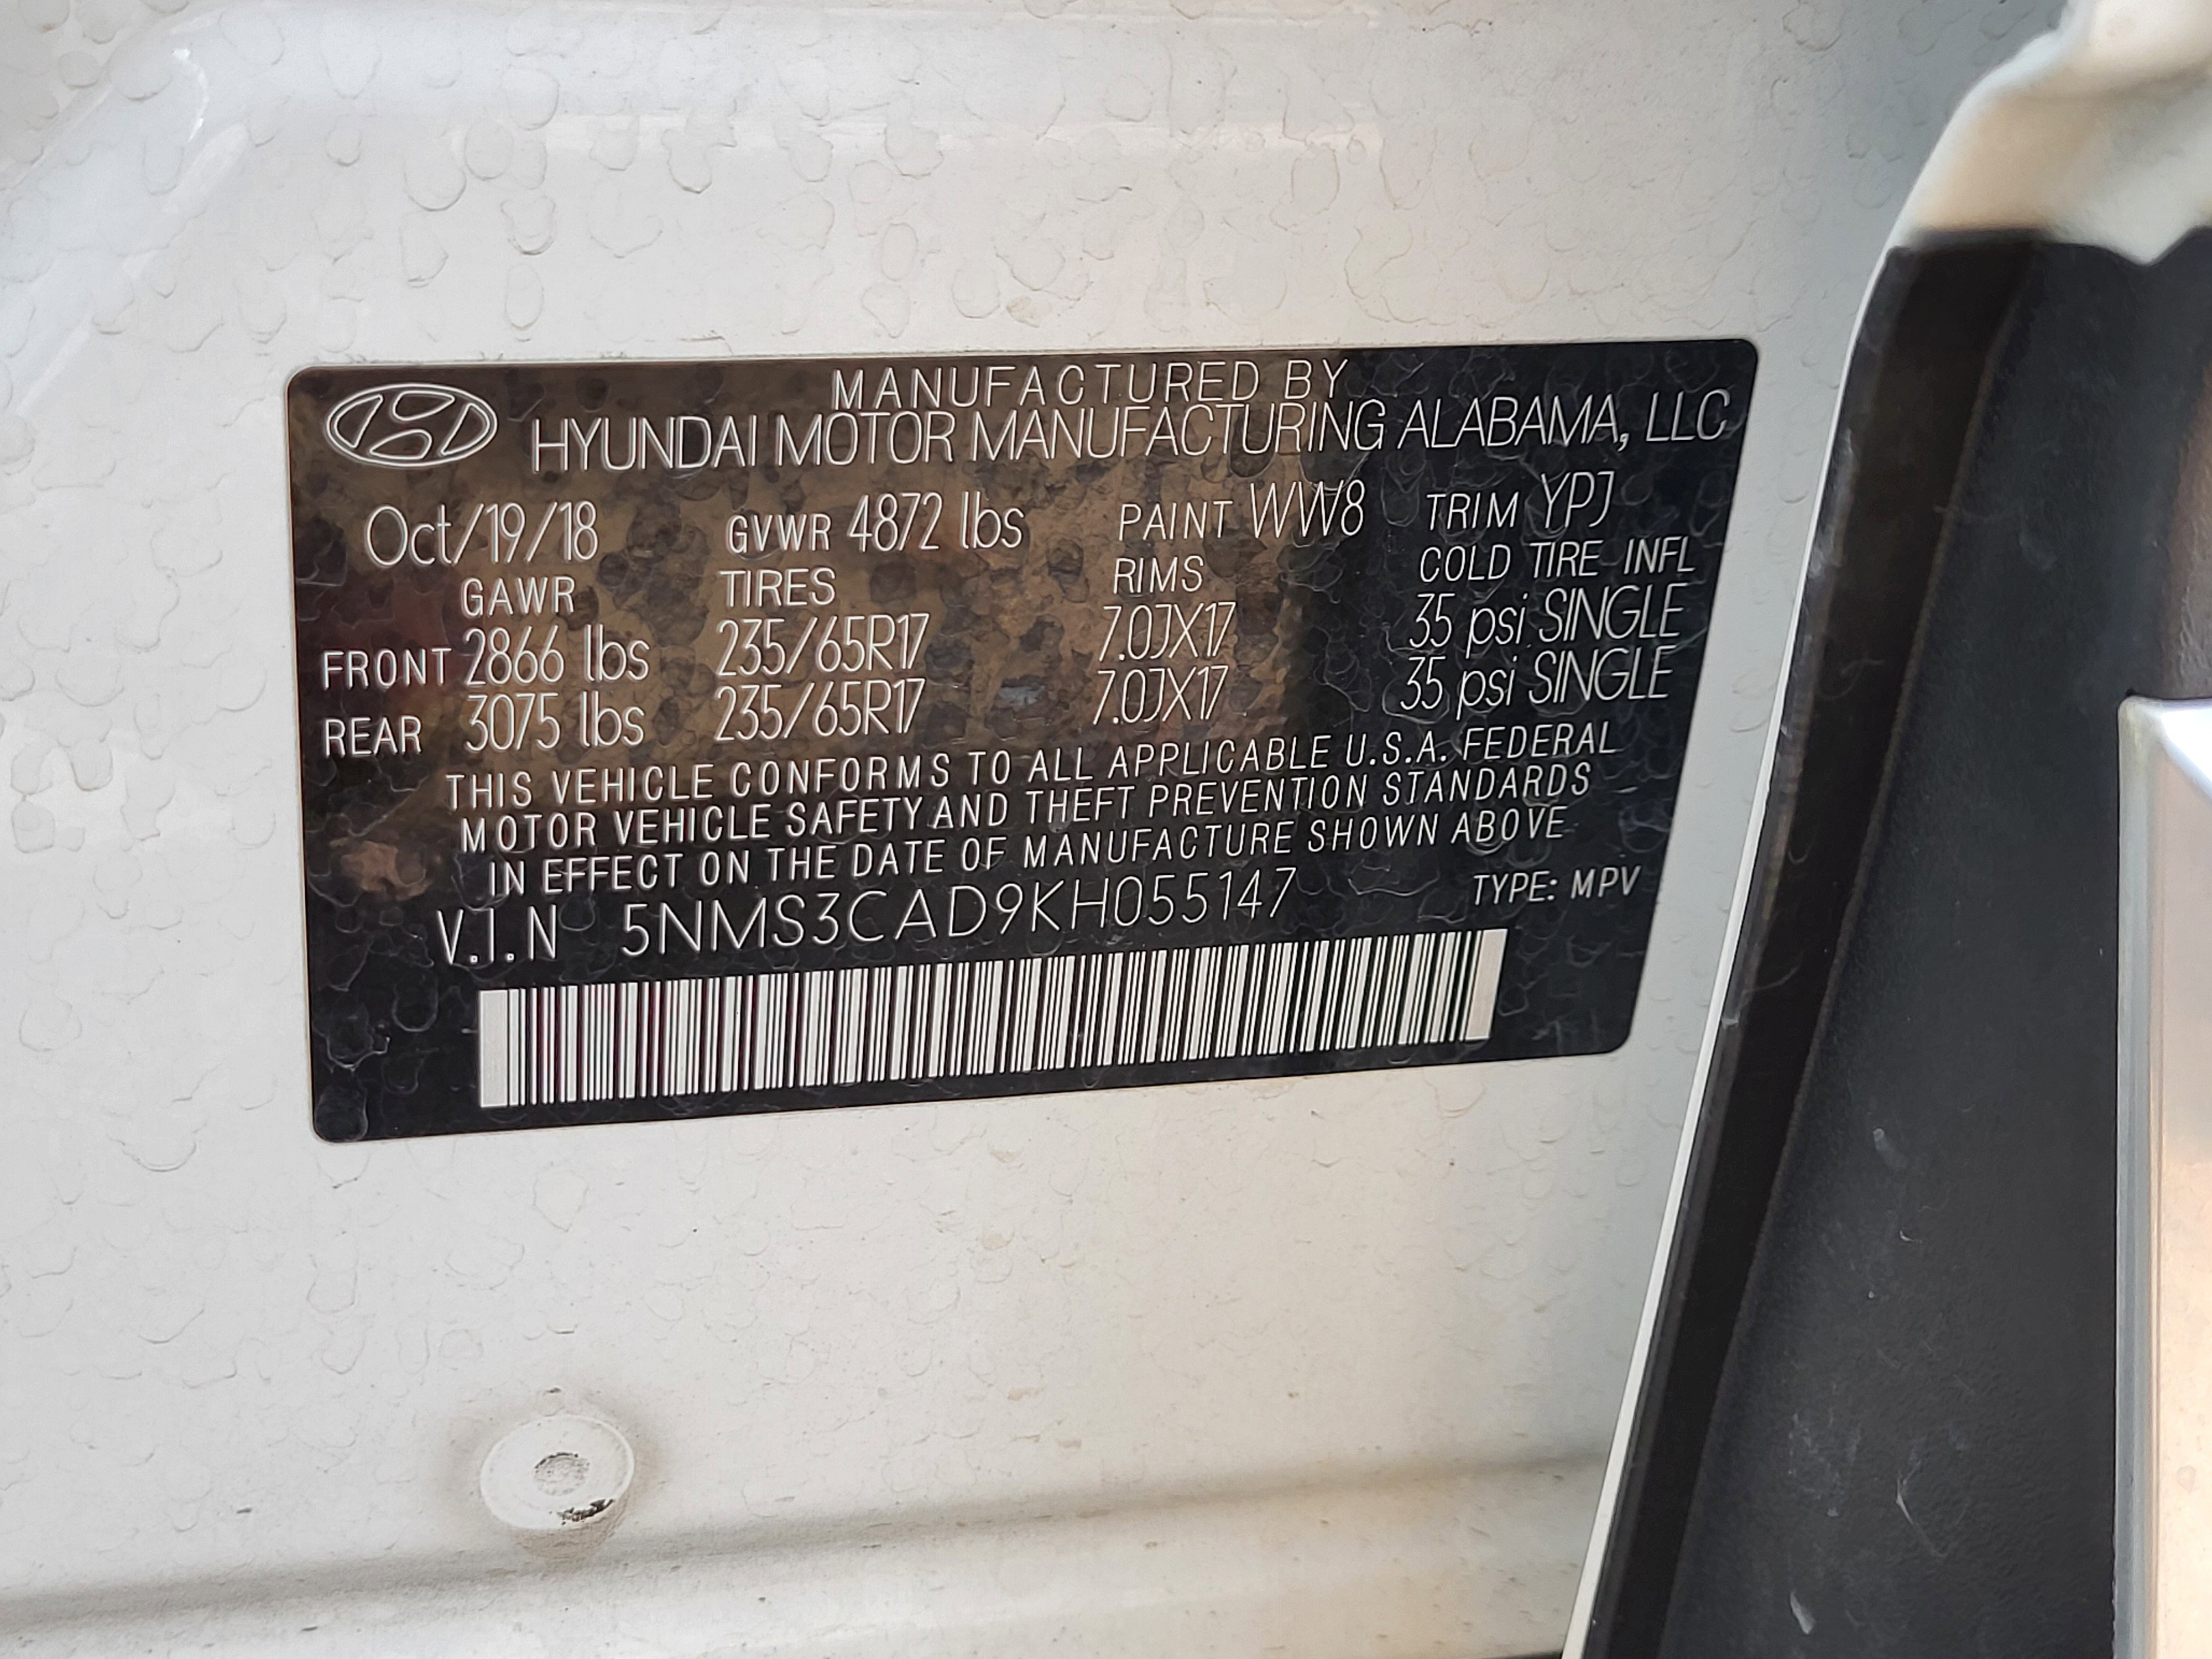 MANUFACTURED BY
HYUNDAI MOTOR MANUFACTURING ALABAMA, LLC
Oct/19/18 GVWR 4872 lbs PAINT WW8 TRIM YPJ
GAWR TIRES RIMS COLD TIRE INFL
FRONT 2866 lbs 235/65R17 7.0JX17 35 psi SINGLE
REAR 3075 lbs 235/65R17 7.0JX17 35 psi SINGLE
THIS VEHICLE CONFORMS TO ALL APPLICABLE U.S.A. FEDERAL
MOTOR VEHICLE SAFETY AND THEFT PREVENTION STANDARDS
IN EFFECT ON THE DATE OF MANUFACTURE SHOWN ABOVE
V.I.N 5NMS3CAD9KH055147 TYPE: MPV